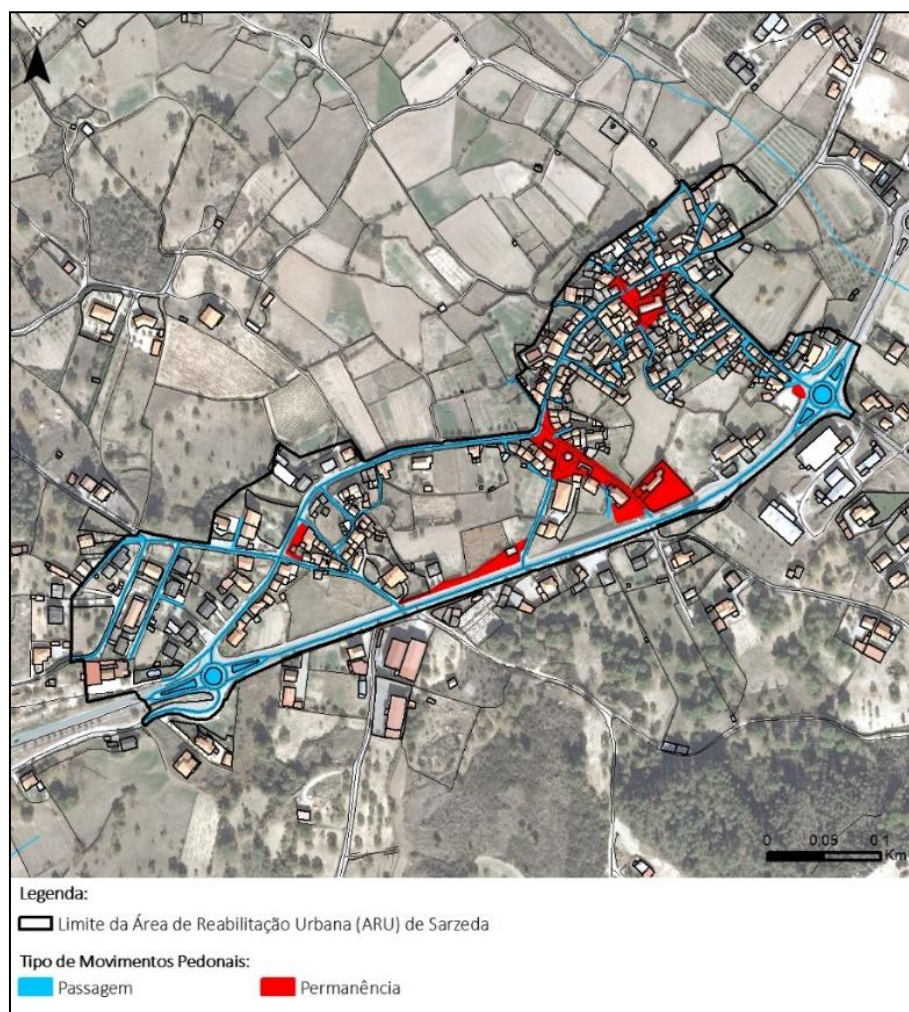 N
0 0.05 0.1
Km
Legenda:
Limite da Área de Reabilitação Urbana (ARU) de Sarzeda
Tipo de Movimentos Pedonais:
Passagem Permanência